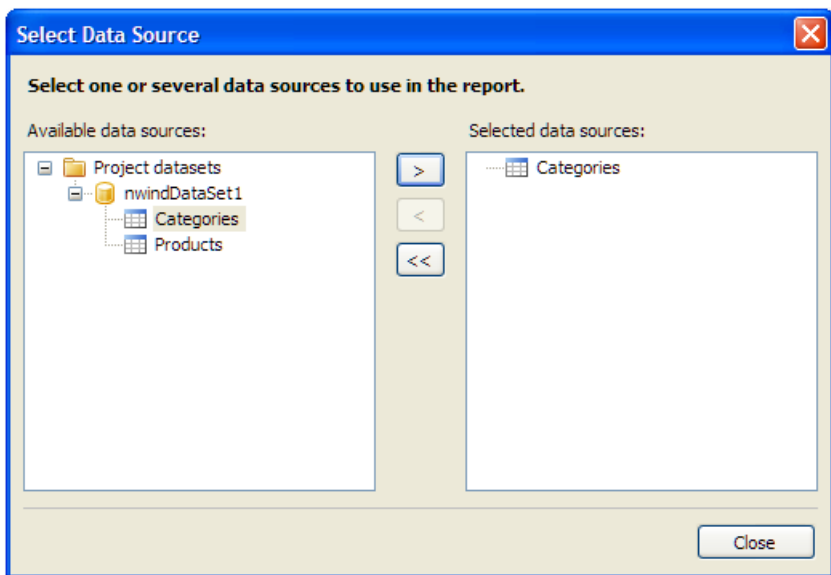 Select Data Source
Select one or several data sources to use in the report.
Available data sources:
Selected data sources:
Project datasets
nwindDataSet1
Categories
Products
>
<
<<
Categories
Close